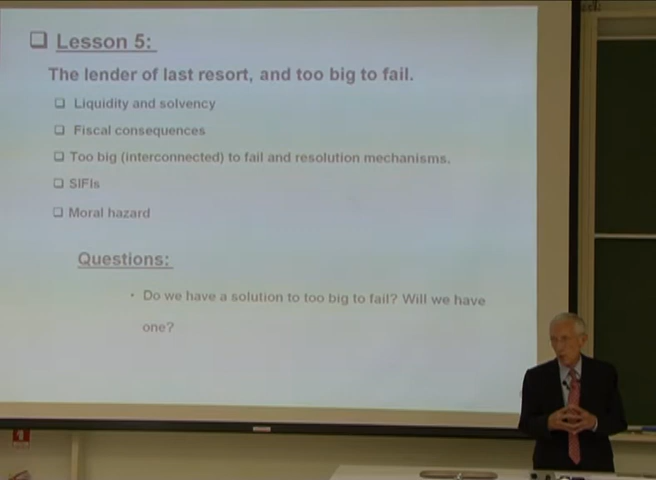 Lesson 5:
The lender of last resort, and too big to fail.
Liquidity and solvency
Fiscal consequences
Too big (interconnected) to fail and resolution mechanisms.
SIFIs
Moral hazard
Questions:
• Do we have a solution to too big to fail? Will we have
one?